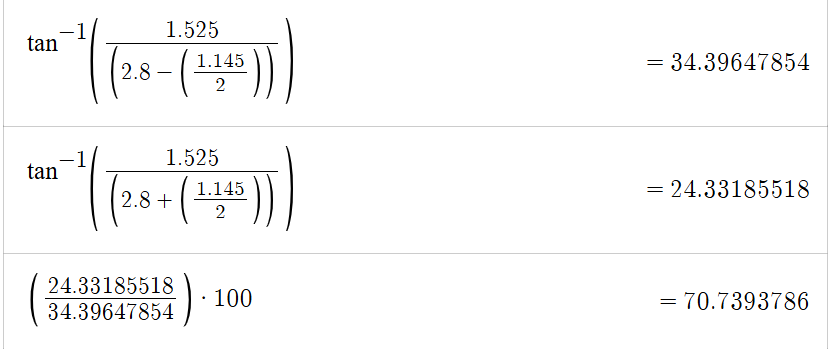 tan⁻¹(1.525/(2.8 − (1.145/2))) = 34.39647854
tan⁻¹(1.525/(2.8 + (1.145/2))) = 24.33185518
(24.33185518/34.39647854) · 100 = 70.7393786